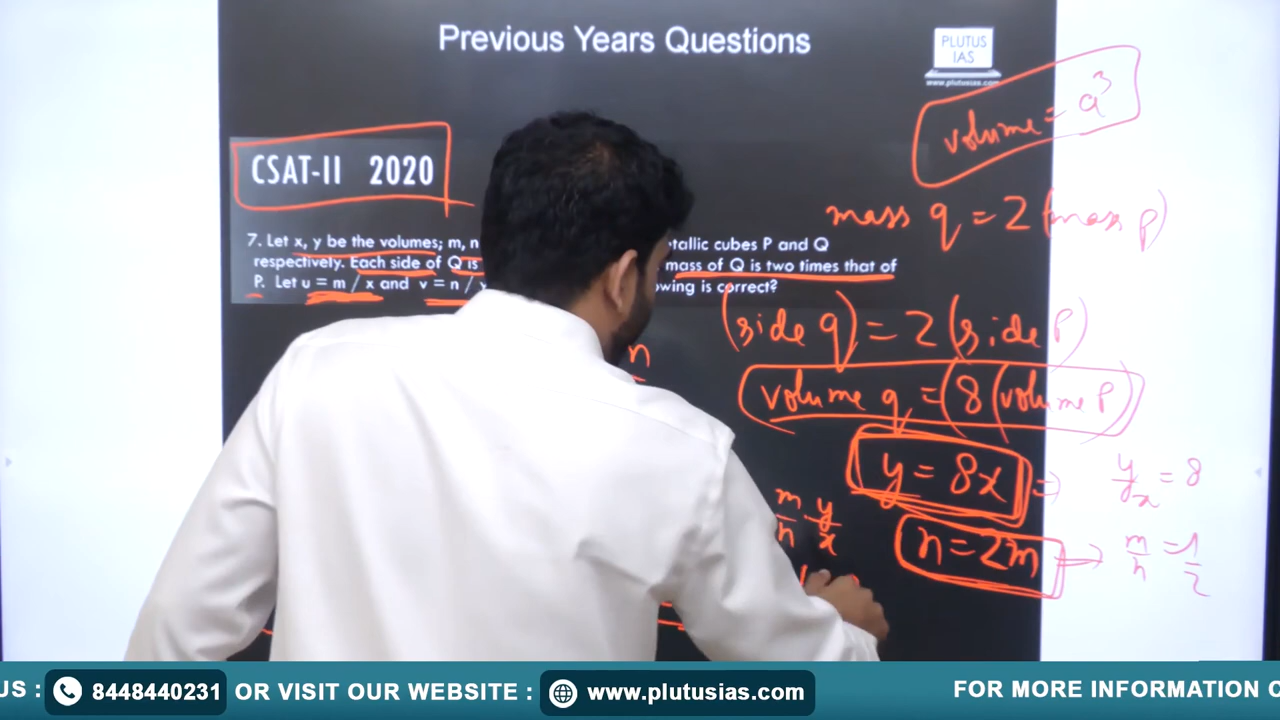 Previous Years Questions
PLUTUS
IAS
www.plutusias.com
volume = a³
CSAT-II 2020
mass q = 2 (mass p)
7. Let x, y be the volumes; m, n tallic cubes P and Q
respectively. Each side of Q is mass of Q is two times that of
P. Let u = m / x and v = n / wing is correct?
(side q) = 2 (side p)
n
volume q = (8 (volume P)
y = 8x ⇒ y/x = 8
m/n y/x
n = 2m → m/n = 1/2
US : 8448440231 OR VISIT OUR WEBSITE : www.plutusias.com FOR MORE INFORMATION C